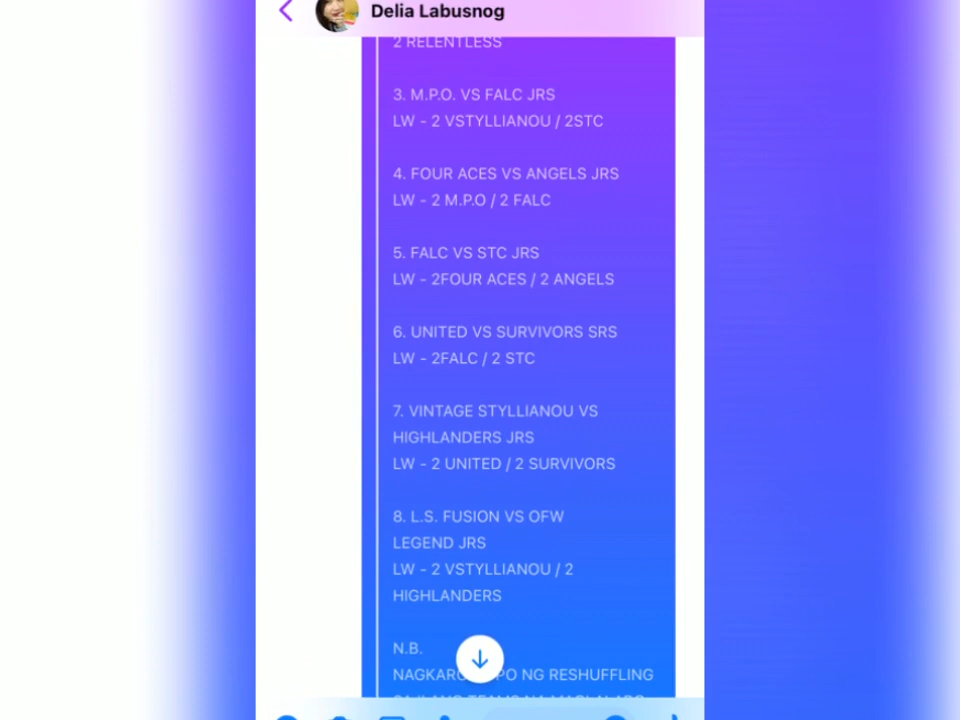 Delia Labusnog
2 RELENTLESS
3. M.P.O. VS FALC JRS
LW - 2 VSTYLLIANOU / 2STC
4. FOUR ACES VS ANGELS JRS
LW - 2 M.P.O / 2 FALC
5. FALC VS STC JRS
LW - 2FOUR ACES / 2 ANGELS
6. UNITED VS SURVIVORS SRS
LW - 2FALC / 2 STC
7. VINTAGE STYLLIANOU VS
HIGHLANDERS JRS
LW - 2 UNITED / 2 SURVIVORS
8. L.S. FUSION VS OFW
LEGEND JRS
LW - 2 VSTYLLIANOU / 2
HIGHLANDERS
N.B.
NG RESHUFFLING